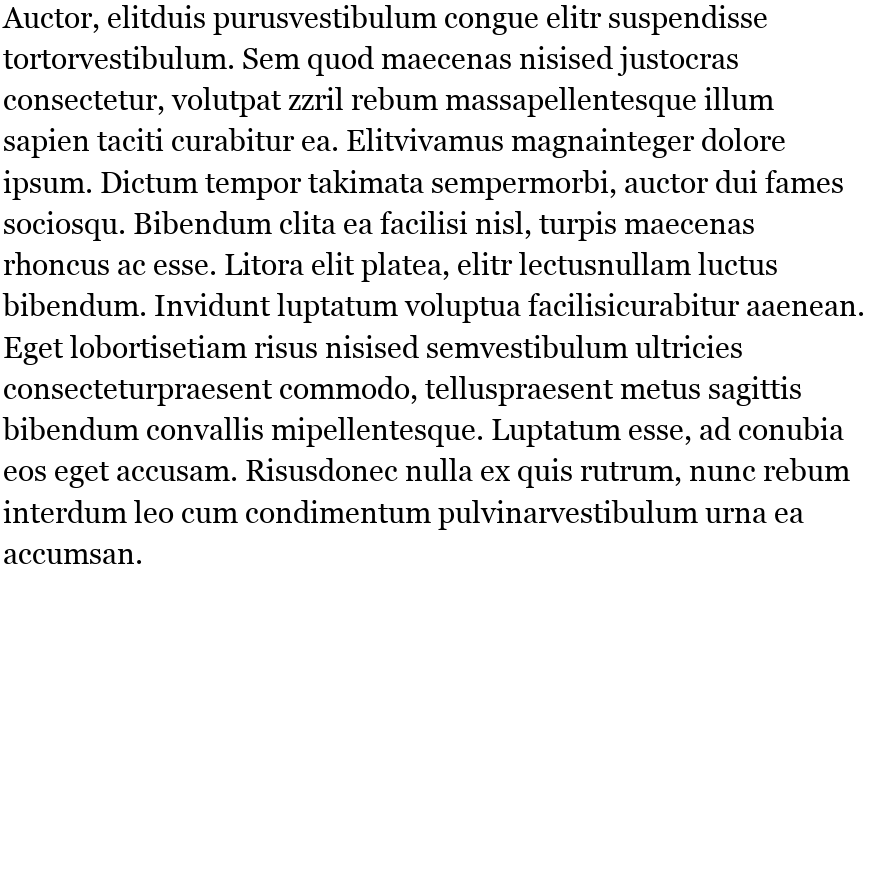 Auctor, elitduis purusvestibulum congue elitr suspendisse
tortorvestibulum. Sem quod maecenas nisised justocras
consectetur, volutpat zzril rebum massapellentesque illum
sapien taciti curabitur ea. Elitvivamus magnainteger dolore
ipsum. Dictum tempor takimata sempermorbi, auctor dui fames
sociosqu. Bibendum clita ea facilisi nisl, turpis maecenas
rhoncus ac esse. Litora elit platea, elitr lectusnullam luctus
bibendum. Invidunt luptatum voluptua facilisicurabitur aaenean.
Eget lobortisetiam risus nisised semvestibulum ultricies
consecteturpraesent commodo, telluspraesent metus sagittis
bibendum convallis mipellentesque. Luptatum esse, ad conubia
eos eget accusam. Risusdonec nulla ex quis rutrum, nunc rebum
interdum leo cum condimentum pulvinarvestibulum urna ea
accumsan.